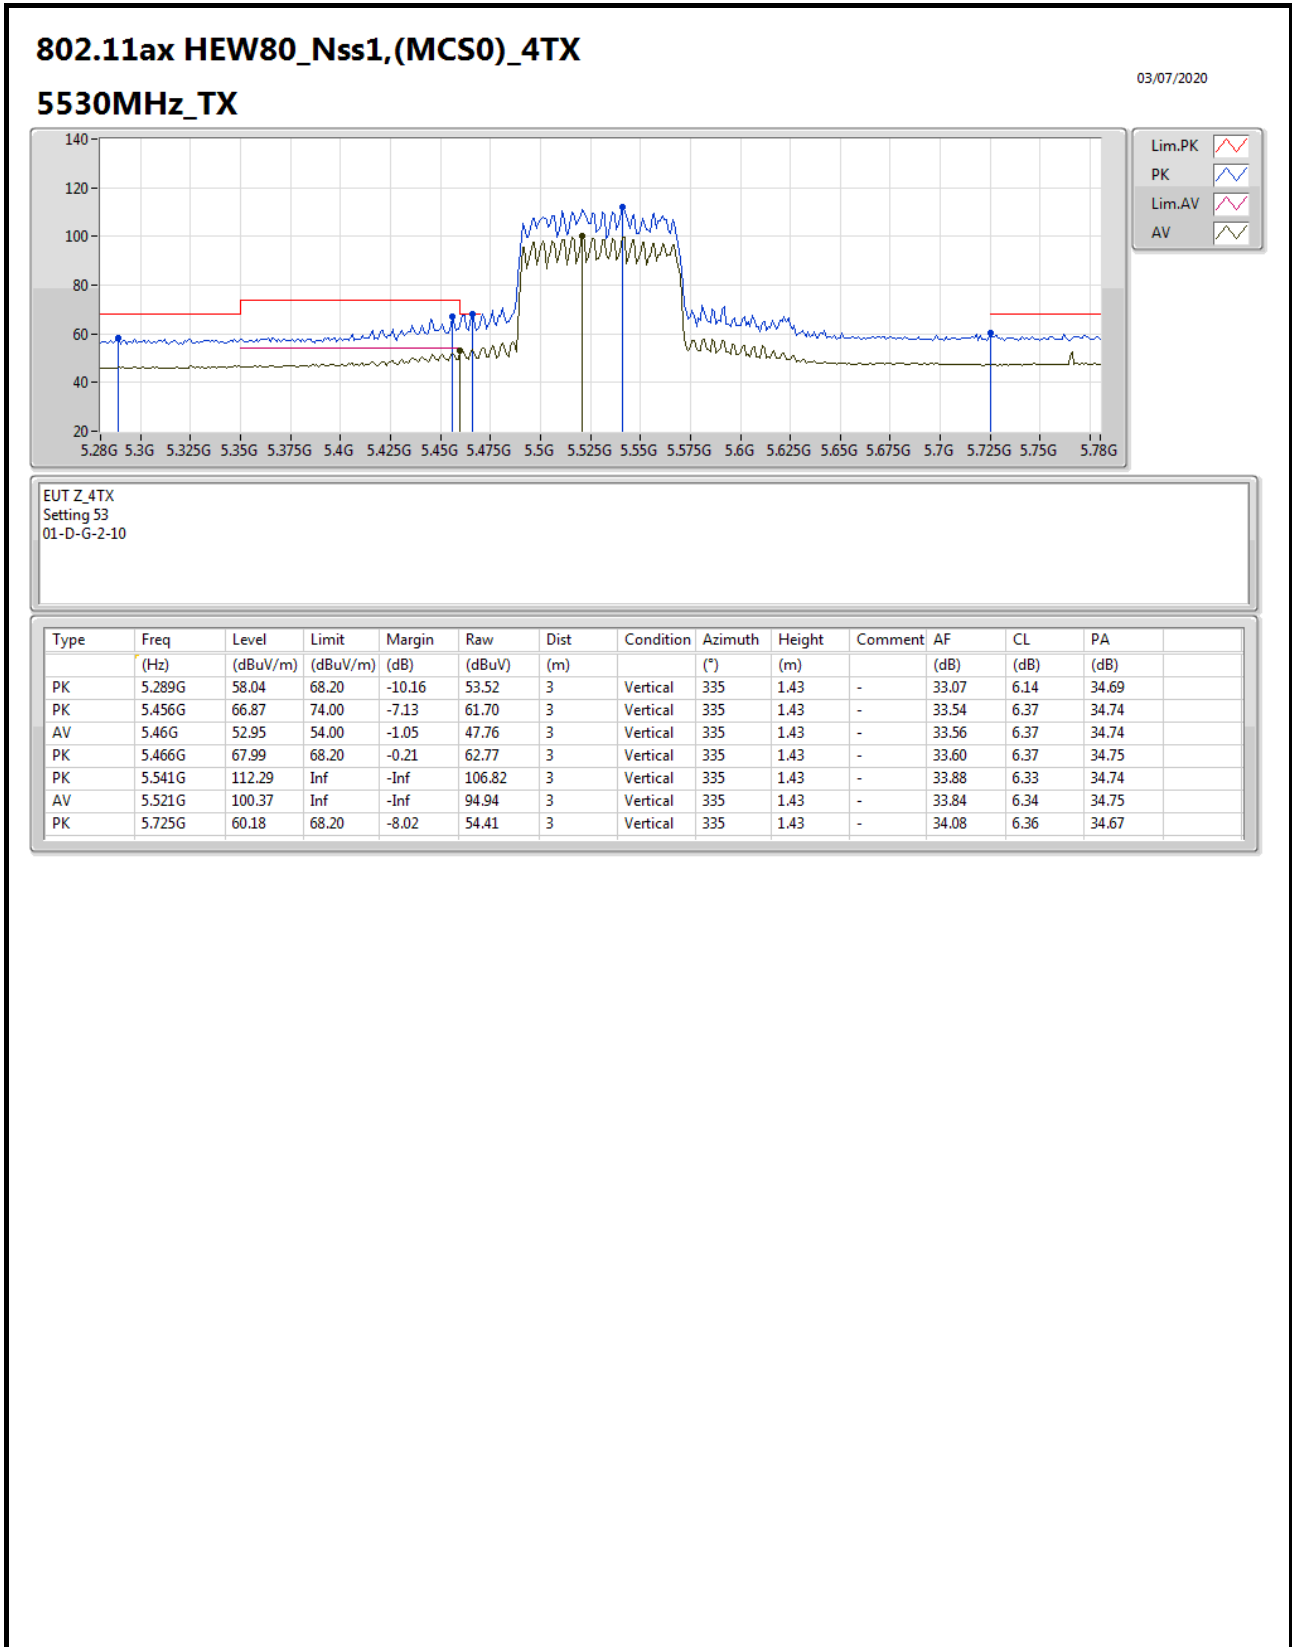 802.11ax HEW80_Nss1,(MCS0)_4TX
03/07/2020
5530MHz_TX
140
120
100
80
60
40
20
5.28G 5.3G 5.325G 5.35G 5.375G 5.4G 5.425G 5.45G 5.475G 5.5G 5.525G 5.55G 5.575G 5.6G 5.625G 5.65G 5.675G 5.7G 5.725G 5.75G 5.78G
Lim.PK
PK
Lim.AV
AV
EUT Z_4TX
Setting 53
01-D-G-2-10
Type Freq Level Limit Margin Raw Dist Condition Azimuth Height Comment AF CL PA
(Hz) (dBuV/m) (dBuV/m) (dB) (dBuV) (m) (°) (m) (dB) (dB) (dB)
PK 5.289G 58.04 68.20 -10.16 53.52 3 Vertical 335 1.43 - 33.07 6.14 34.69
PK 5.456G 66.87 74.00 -7.13 61.70 3 Vertical 335 1.43 - 33.54 6.37 34.74
AV 5.46G 52.95 54.00 -1.05 47.76 3 Vertical 335 1.43 - 33.56 6.37 34.74
PK 5.466G 67.99 68.20 -0.21 62.77 3 Vertical 335 1.43 - 33.60 6.37 34.75
PK 5.541G 112.29 Inf -Inf 106.82 3 Vertical 335 1.43 - 33.88 6.33 34.74
AV 5.521G 100.37 Inf -Inf 94.94 3 Vertical 335 1.43 - 33.84 6.34 34.75
PK 5.725G 60.18 68.20 -8.02 54.41 3 Vertical 335 1.43 - 34.08 6.36 34.67